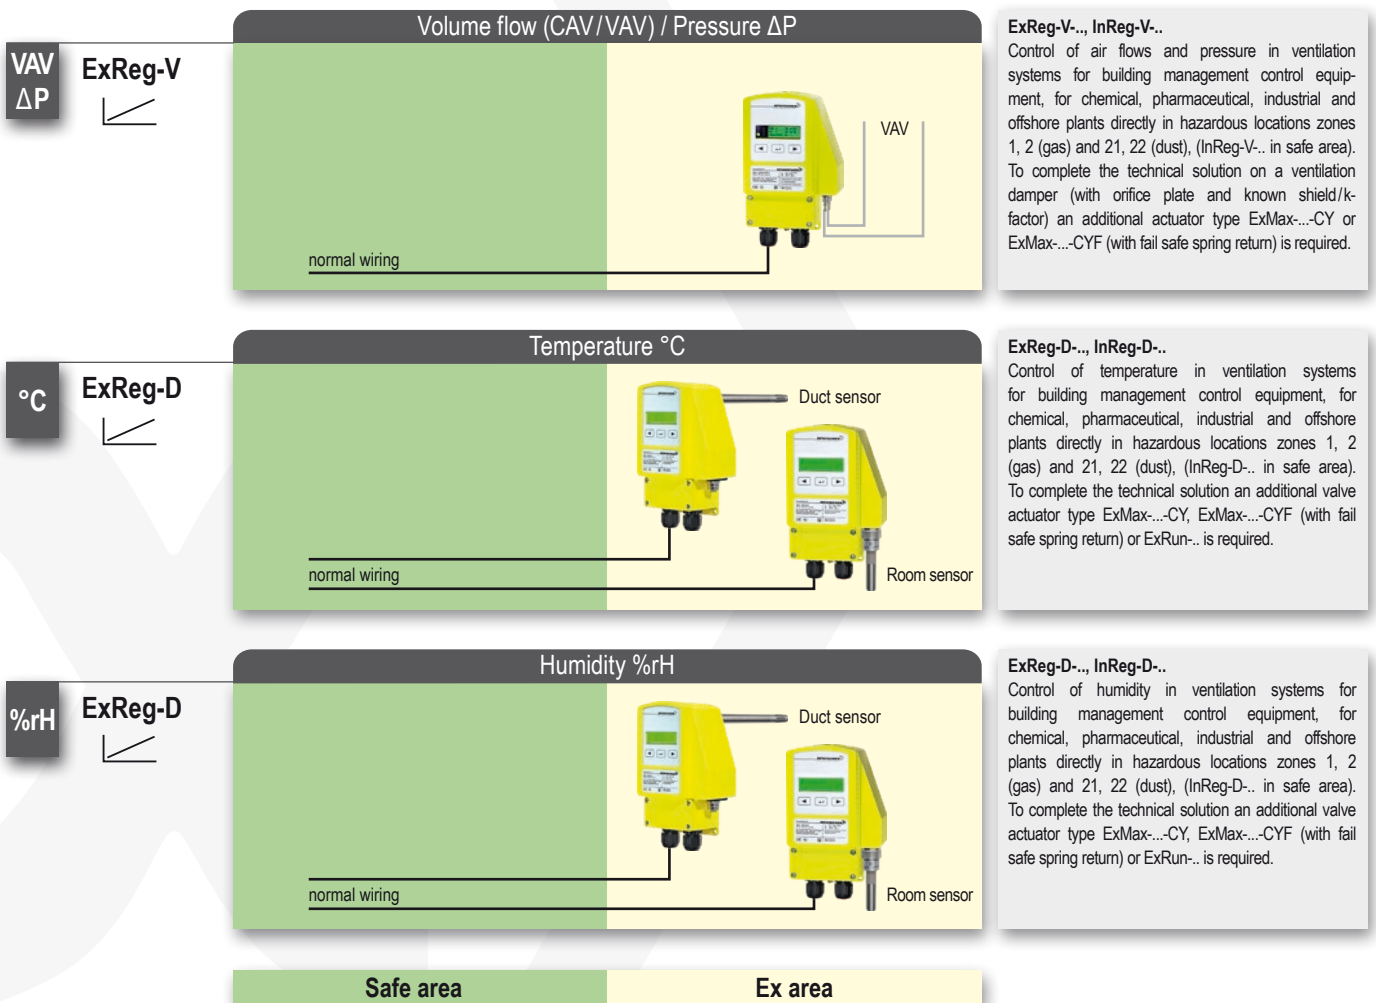 Volume flow (CAV/VAV) / Pressure ΔP
VAV
ΔP
ExReg-V
VAV
normal wiring
ExReg-V-.., InReg-V-..
Control of air flows and pressure in ventilation
systems for building management control equip-
ment, for chemical, pharmaceutical, industrial and
offshore plants directly in hazardous locations zones
1, 2 (gas) and 21, 22 (dust), (InReg-V-.. in safe area).
To complete the technical solution on a ventilation
damper (with orifice plate and known shield/k-
factor) an additional actuator type ExMax-...-CY or
ExMax-...-CYF (with fail safe spring return) is required.
Temperature °C
°C
ExReg-D
Duct sensor
normal wiring
Room sensor
ExReg-D-.., InReg-D-..
Control of temperature in ventilation systems
for building management control equipment, for
chemical, pharmaceutical, industrial and offshore
plants directly in hazardous locations zones 1, 2
(gas) and 21, 22 (dust), (InReg-D-.. in safe area).
To complete the technical solution an additional valve
actuator type ExMax-...-CY, ExMax-...-CYF (with fail
safe spring return) or ExRun-.. is required.
Humidity %rH
%rH
ExReg-D
Duct sensor
normal wiring
Room sensor
ExReg-D-.., InReg-D-..
Control of humidity in ventilation systems for
building management control equipment, for
chemical, pharmaceutical, industrial and offshore
plants directly in hazardous locations zones 1, 2
(gas) and 21, 22 (dust), (InReg-D-.. in safe area).
To complete the technical solution an additional valve
actuator type ExMax-...-CY, ExMax-...-CYF (with fail
safe spring return) or ExRun-.. is required.
Safe area
Ex area